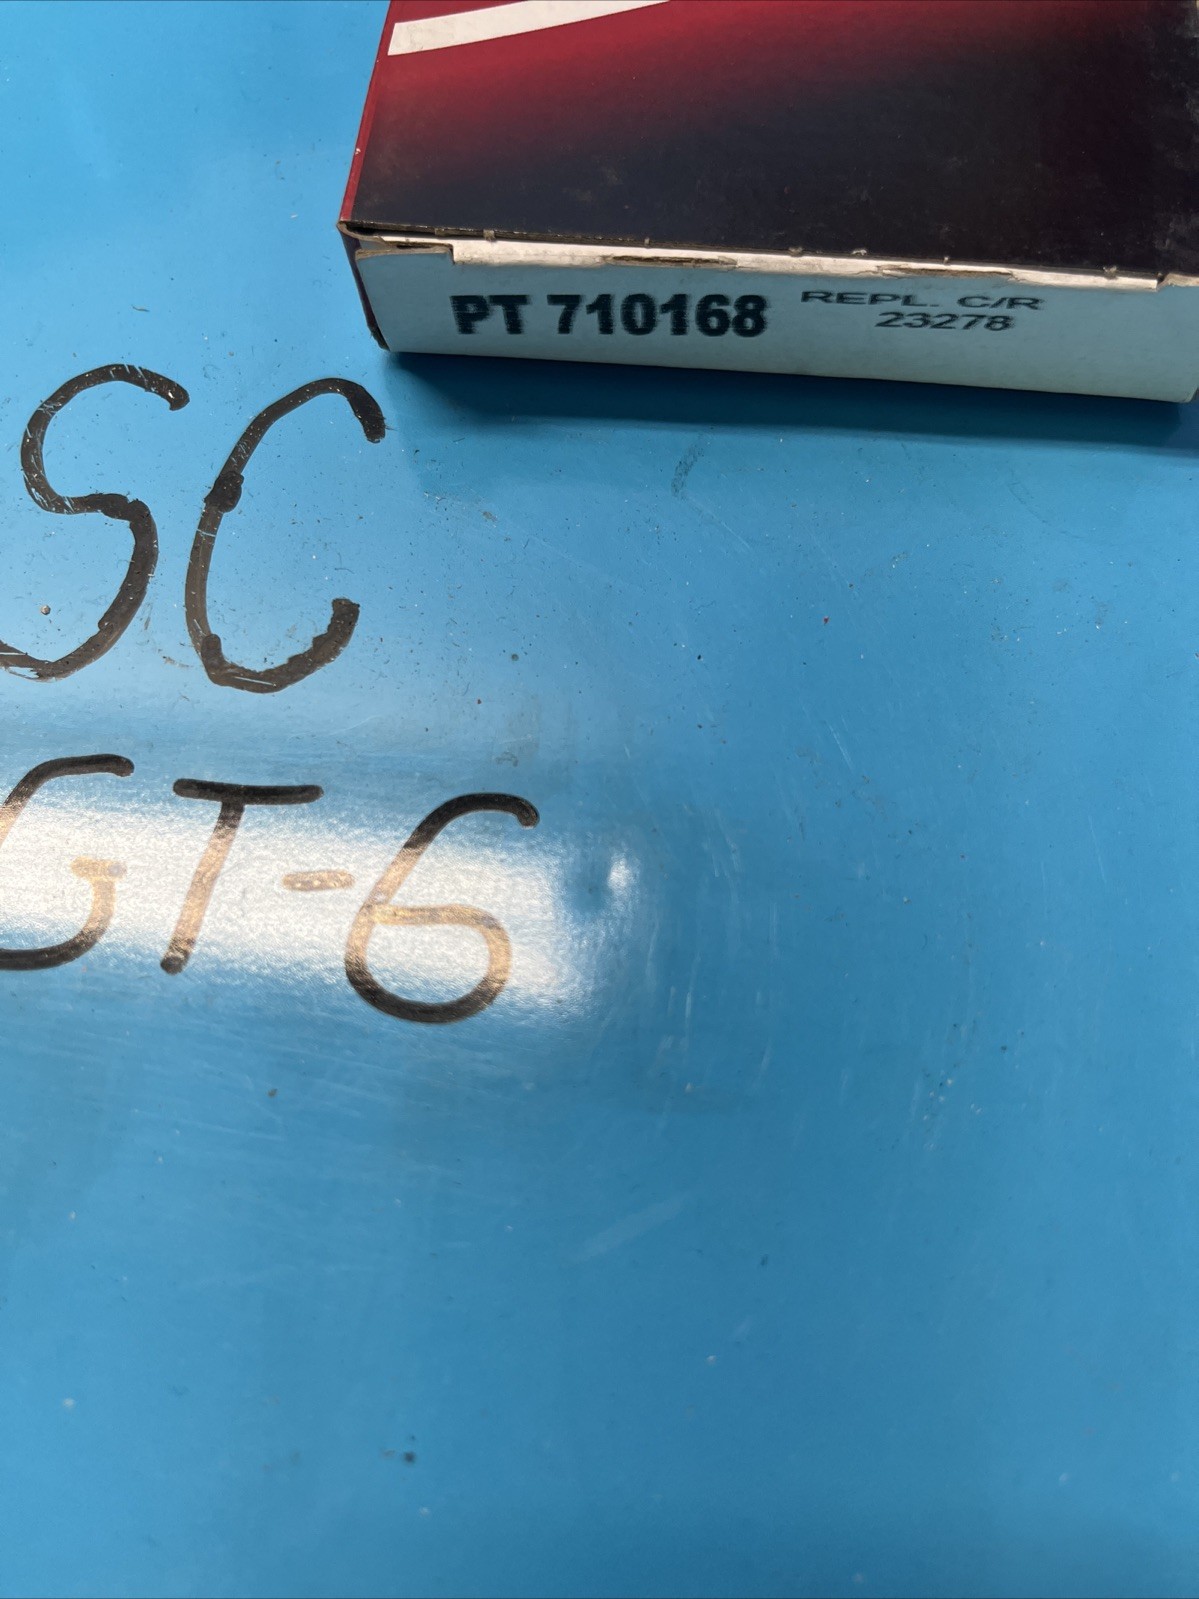 PT 710168
REPL. C/R
23278
SC
GT-6